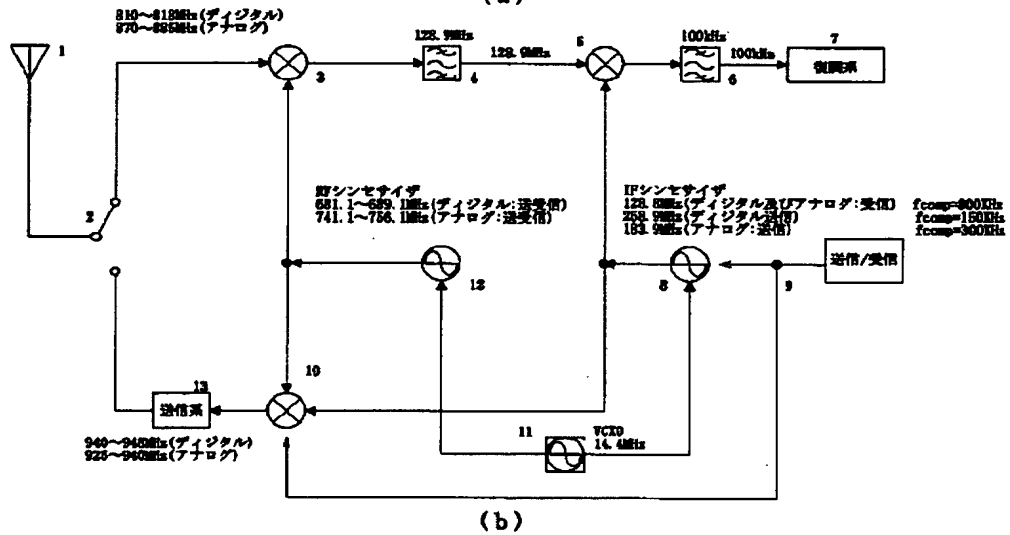 (a)
810～818MHz(ディジタル)
870～885MHz(アナログ)
1
128.9MHz
128.9MHz
5
100kHz
100kHz
7
復調系
3
4
6
2
RFシンセサイザ
681.1～689.1MHz(ディジタル:送受信)
741.1～756.1MHz(アナログ:送受信)
IFシンセサイザ
128.8MHz(ディジタル及びアナログ:受信) fcomp=800KHz
258.9MHz(ディジタル送信) fcomp=150KHz
183.9MHz(アナログ:送信) fcomp=300KHz
送信/受信
12
8
9
10
13
送信系
940～948MHz(ディジタル)
925～940MHz(アナログ)
11
VCXO
14.4MHz
(b)